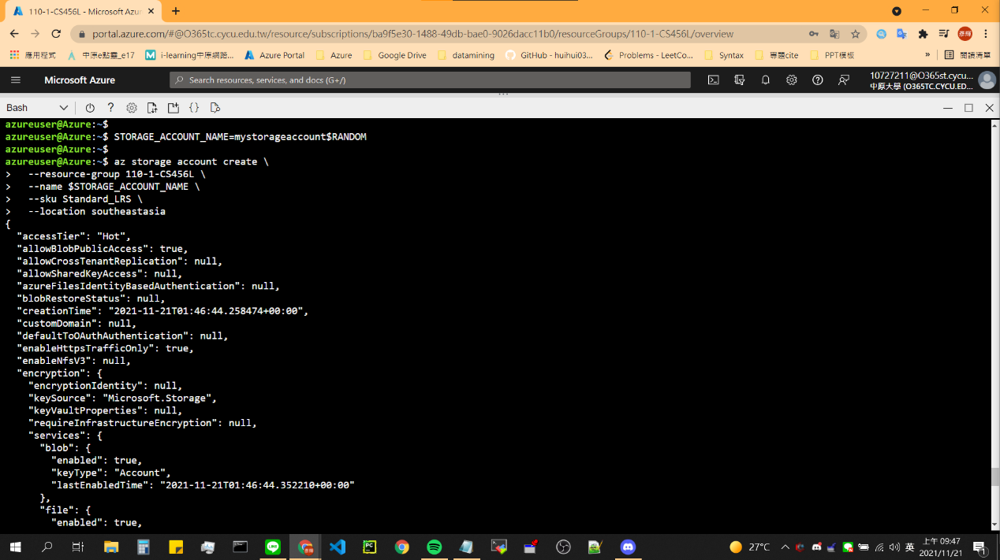 110-1-CS456L - Microsoft Azur
portal.azure.com/#@O365tc.cycu.edu.tw/resource/subscriptions/ba9f5e30-1488-49db-bae0-9026dacc11b0/resourceGroups/110-1-CS456L/overview
應用程式 中原e點靈_e17 i-learning中原網路... Azure Portal Azure Google Drive datamining GitHub - huihui03... Problems - LeetCo... Syntax 專題cite PPT模板 » 閱讀清單
Microsoft Azure
Search resources, services, and docs (G+/)
10727211@O365st.cycu...
中原大學 (O365TC.CYCU.ED...
Bash
azureuser@Azure:~$
azureuser@Azure:~$ STORAGE_ACCOUNT_NAME=mystorageaccount$RANDOM
azureuser@Azure:~$
azureuser@Azure:~$ az storage account create \
>   --resource-group 110-1-CS456L \
>   --name $STORAGE_ACCOUNT_NAME \
>   --sku Standard_LRS \
>   --location southeastasia
{
  "accessTier": "Hot",
  "allowBlobPublicAccess": true,
  "allowCrossTenantReplication": null,
  "allowSharedKeyAccess": null,
  "azureFilesIdentityBasedAuthentication": null,
  "blobRestoreStatus": null,
  "creationTime": "2021-11-21T01:46:44.258474+00:00",
  "customDomain": null,
  "defaultToOAuthAuthentication": null,
  "enableHttpsTrafficOnly": true,
  "enableNfsV3": null,
  "encryption": {
    "encryptionIdentity": null,
    "keySource": "Microsoft.Storage",
    "keyVaultProperties": null,
    "requireInfrastructureEncryption": null,
    "services": {
      "blob": {
        "enabled": true,
        "keyType": "Account",
        "lastEnabledTime": "2021-11-21T01:46:44.352210+00:00"
      },
      "file": {
        "enabled": true,
27°C 英 上午 09:47
2021/11/21
1